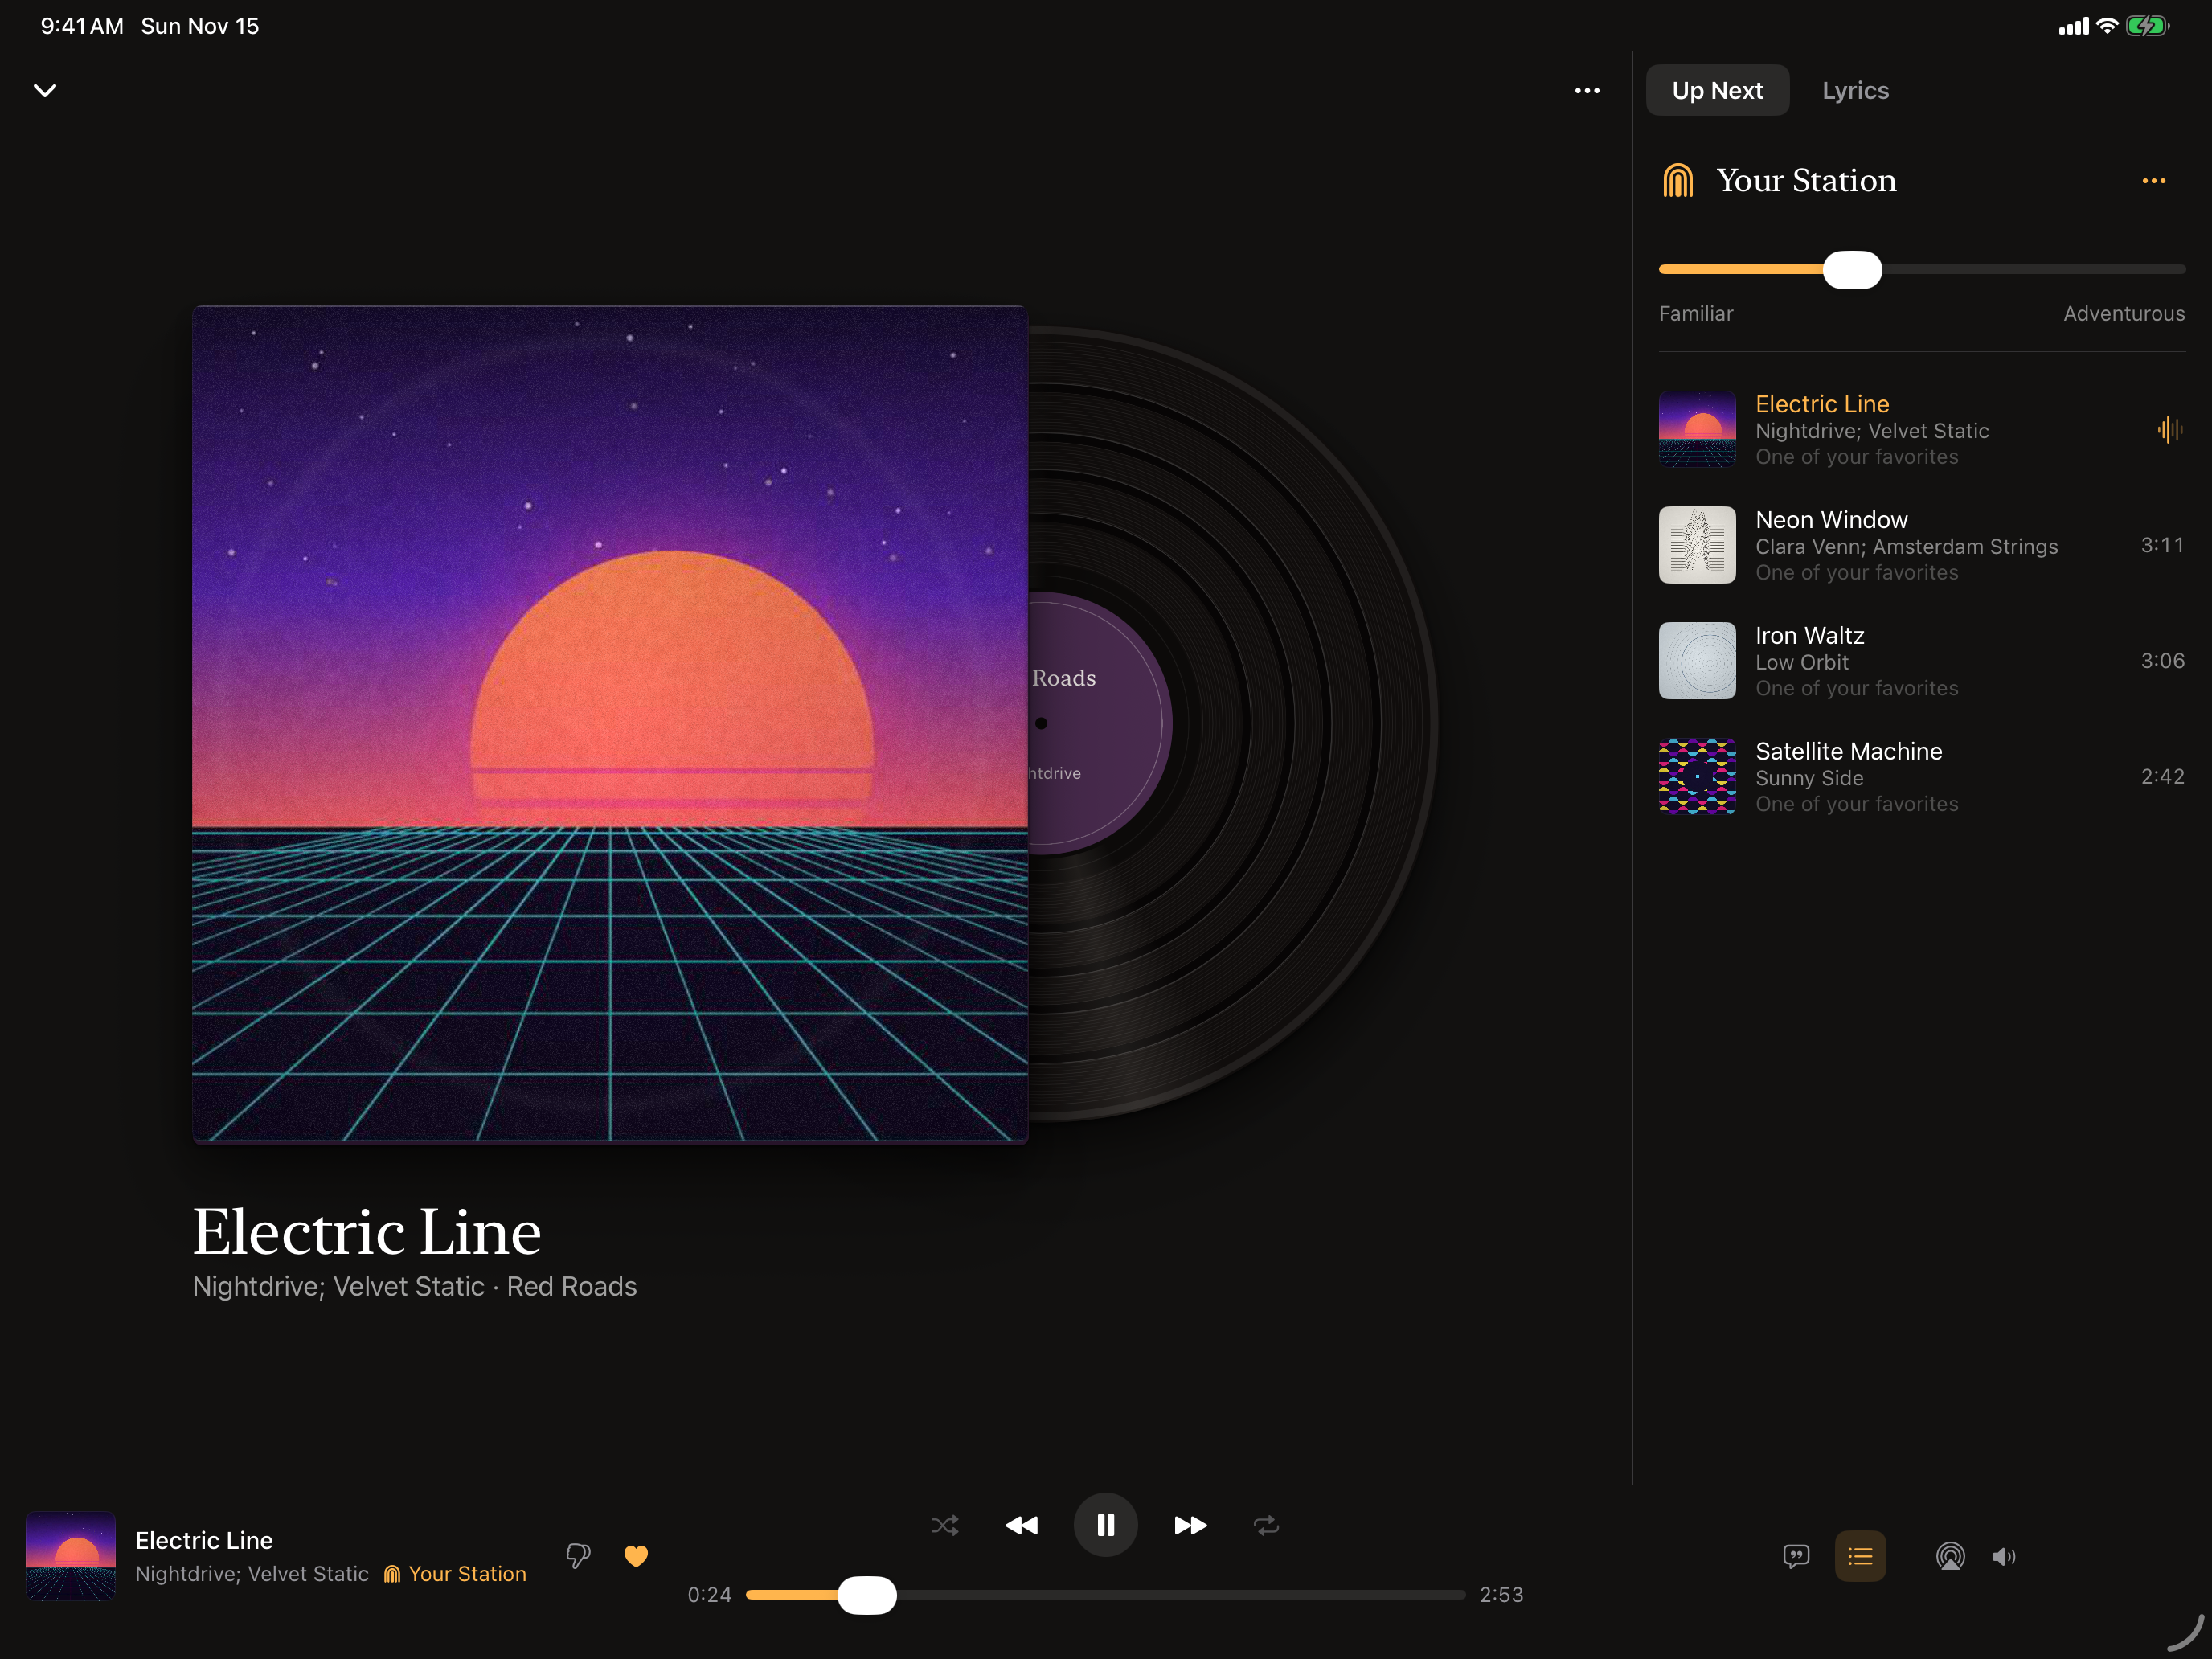 9:41 AM Sun Nov 15
Up Next
Lyrics
Your Station
Familiar
Adventurous
Electric Line
Nightdrive; Velvet Static
One of your favorites
Neon Window
Clara Venn; Amsterdam Strings
One of your favorites
3:11
Iron Waltz
Low Orbit
One of your favorites
3:06
Satellite Machine
Sunny Side
One of your favorites
2:42
Roads
htdrive
Electric Line
Nightdrive; Velvet Static · Red Roads
Electric Line
Nightdrive; Velvet Static Your Station
0:24
2:53